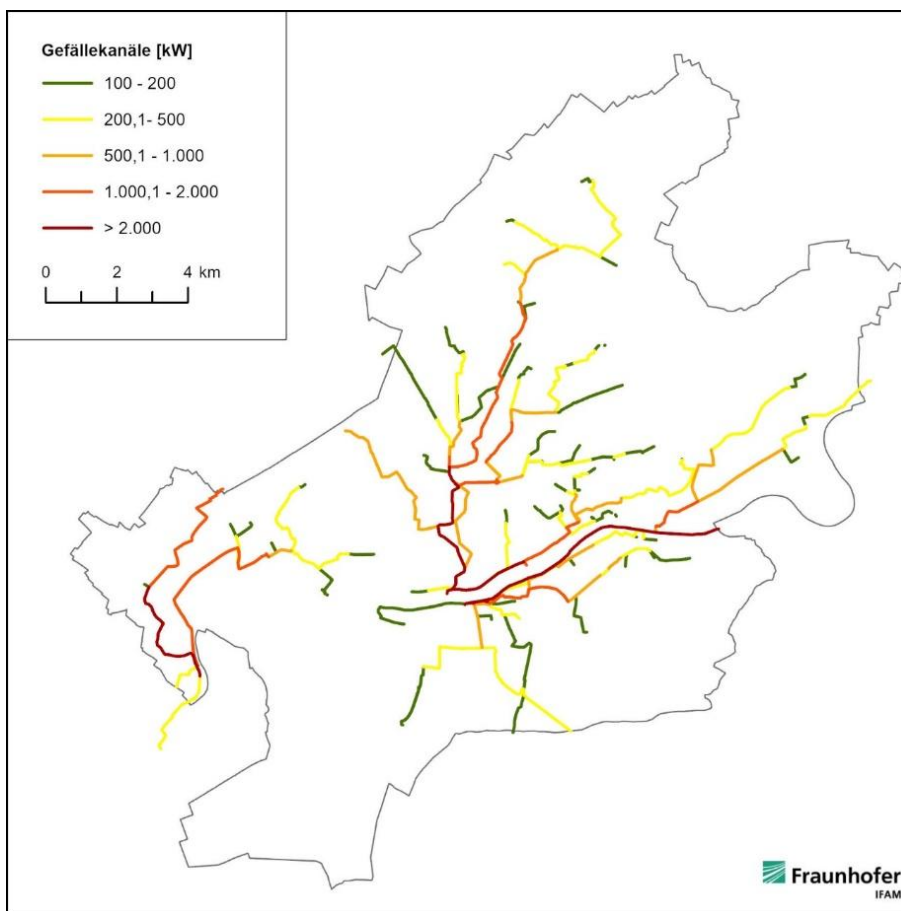 Gefällekanäle [kW]
100 - 200
200,1- 500
500,1 - 1.000
1.000,1 - 2.000
> 2.000
0 2 4 km
Fraunhofer
IFAM